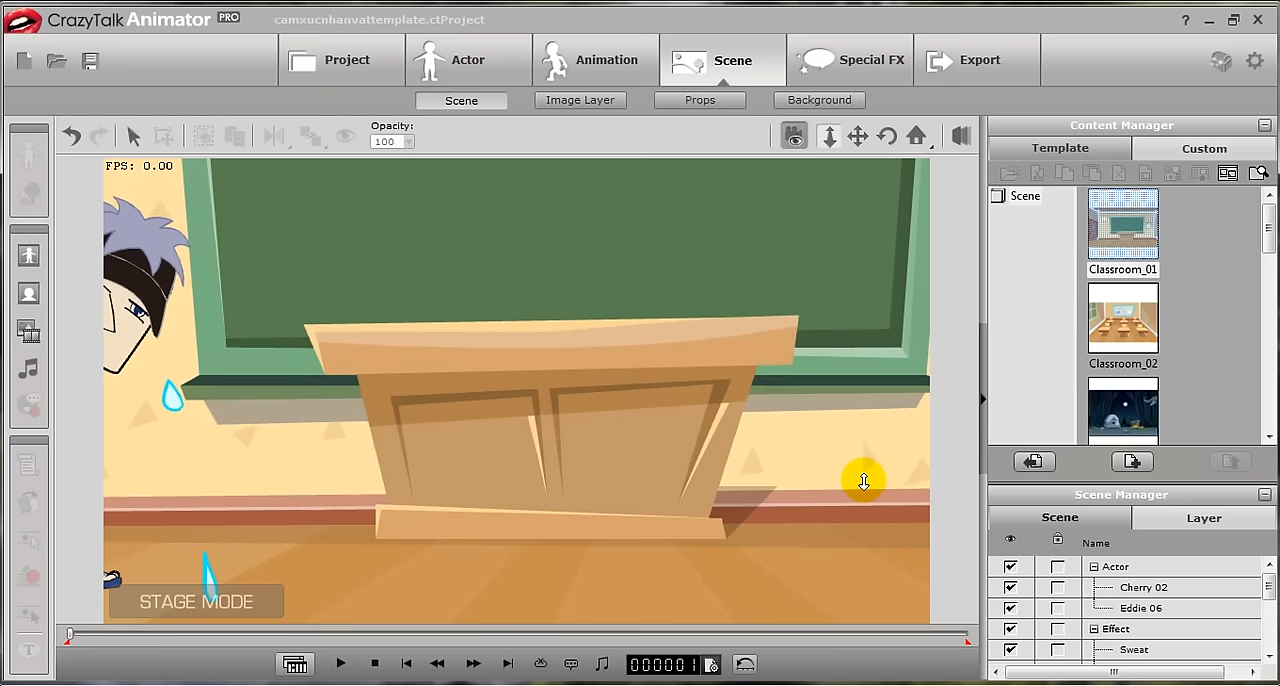 CrazyTalk Animator PRO camxucnhanvattemplate.ctProject ?
Project Actor Animation Scene Special FX Export
Scene Image Layer Props Background
Opacity:
100
FPS: 0.00
STAGE MODE
000001
Content Manager
Template Custom
Scene
Classroom_01
Classroom_02
Scene Manager
Scene Layer
Name
Actor
Cherry 02
Eddie 06
Effect
Sweat
T